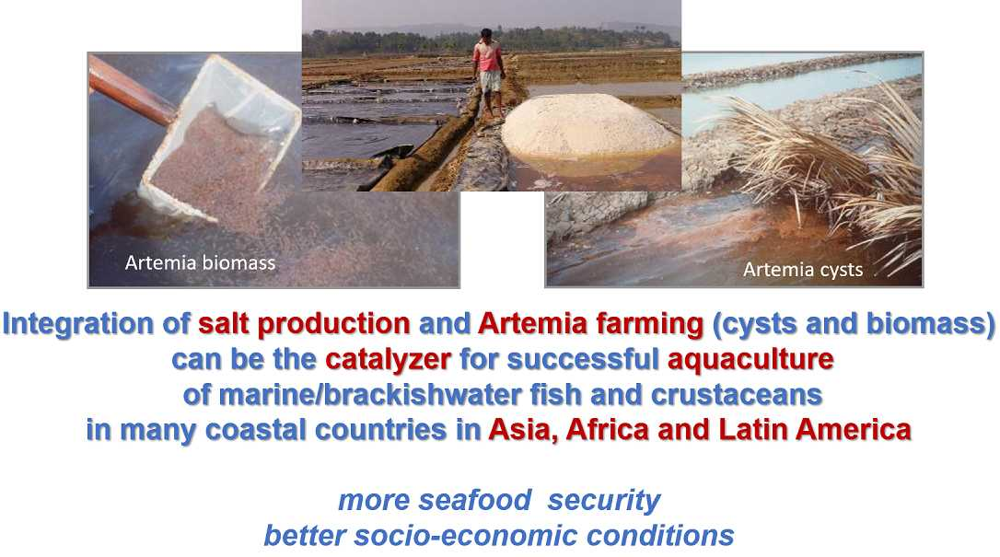 Artemia biomass
Artemia cysts
Integration of salt production and Artemia farming (cysts and biomass)
can be the catalyzer for successful aquaculture
of marine/brackishwater fish and crustaceans
in many coastal countries in Asia, Africa and Latin America
more seafood security
better socio-economic conditions